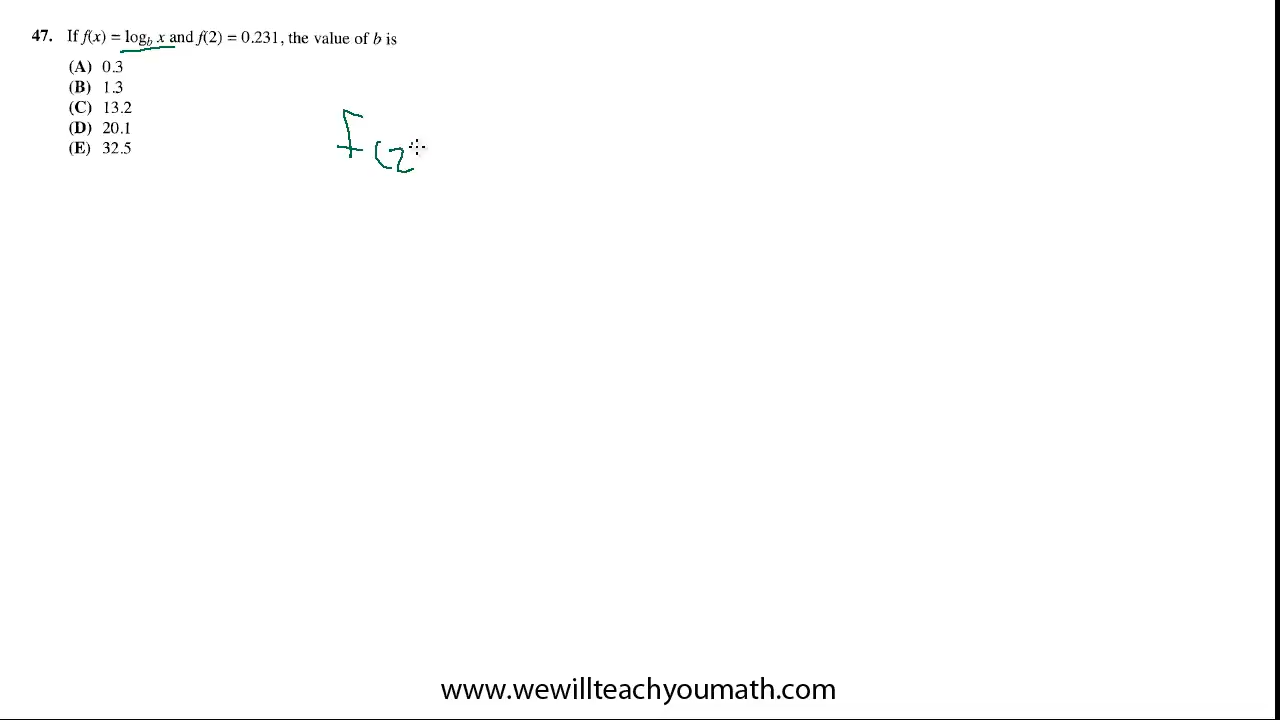 47. If f(x) = log_b x and f(2) = 0.231, the value of b is
(A) 0.3
(B) 1.3
(C) 13.2
(D) 20.1
(E) 32.5
f(2
www.wewillteachyoumath.com